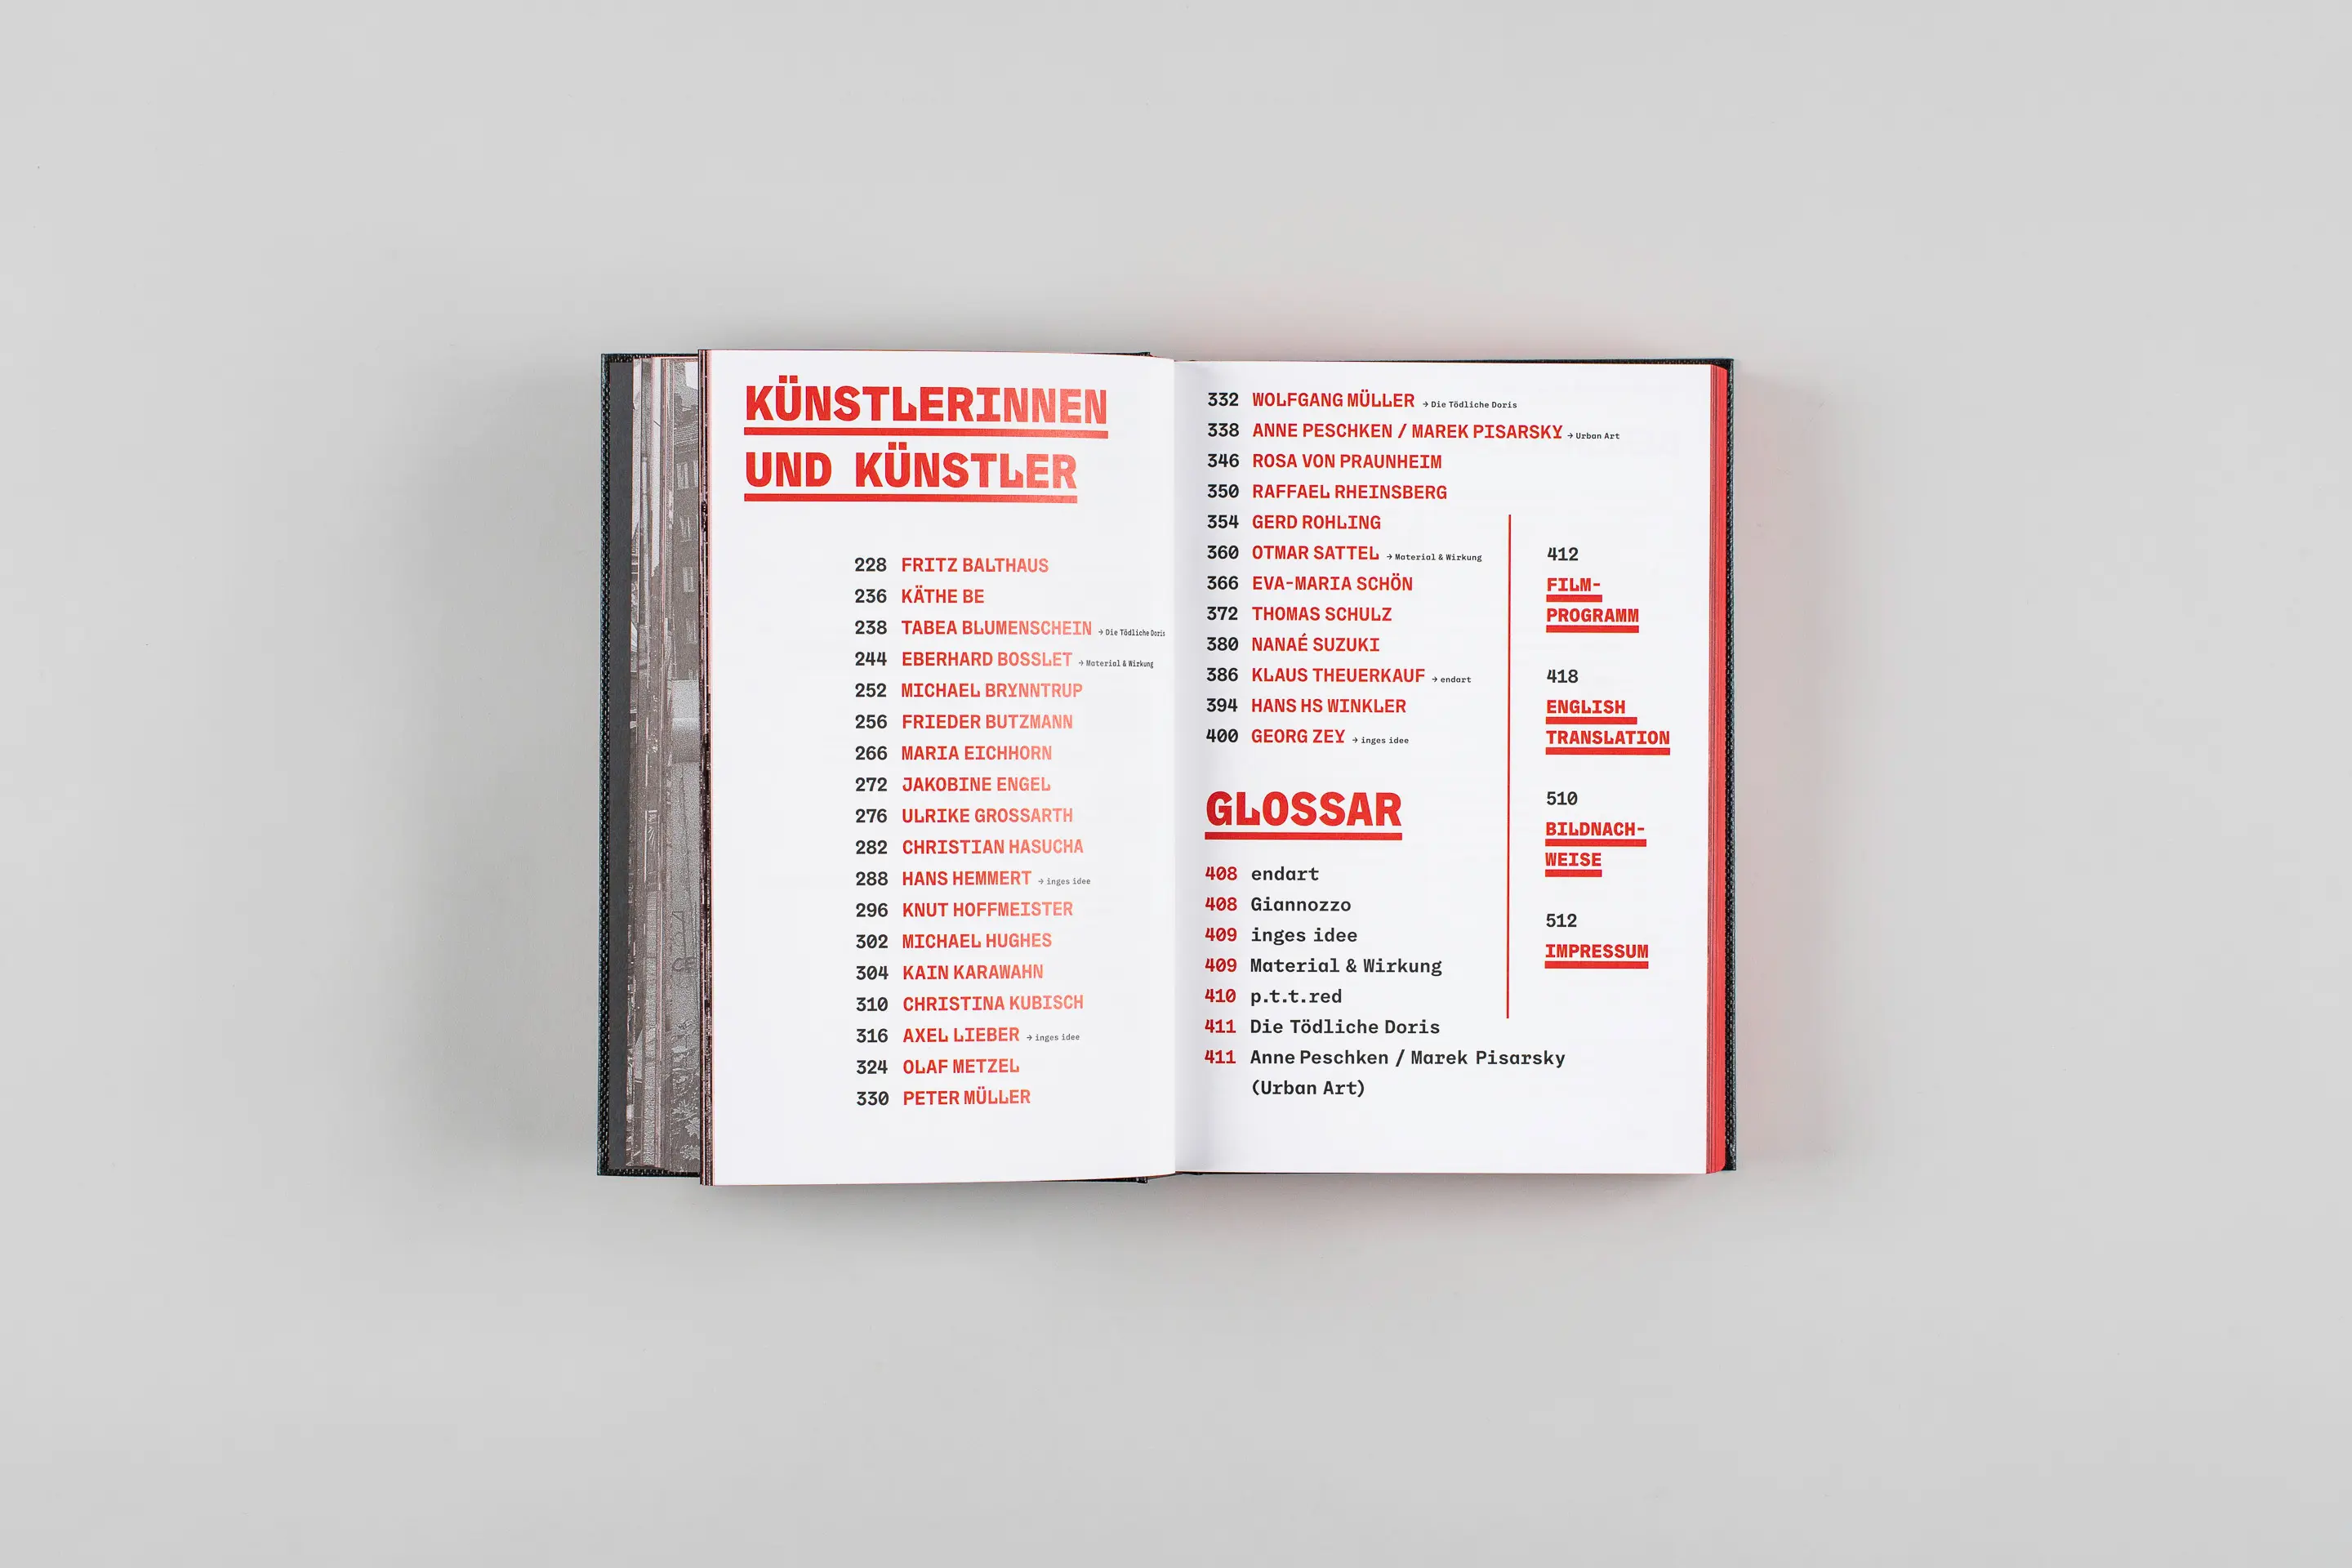 KÜNSTLERINNEN
UND KÜNSTLER
228 FRITZ BALTHAUS
236 KÄTHE BE
238 TABEA BLUMENSCHEIN → Die Tödliche Doris
244 EBERHARD BOSSLET → Material & Wirkung
252 MICHAEL BRYNNTRUP
256 FRIEDER BUTZMANN
266 MARIA EICHHORN
272 JAKOBINE ENGEL
276 ULRIKE GROSSARTH
282 CHRISTIAN HASUCHA
288 HANS HEMMERT → inges idee
296 KNUT HOFFMEISTER
302 MICHAEL HUGHES
304 KAIN KARAWAHN
310 CHRISTINA KUBISCH
316 AXEL LIEBER → inges idee
324 OLAF METZEL
330 PETER MÜLLER
332 WOLFGANG MÜLLER → Die Tödliche Doris
338 ANNE PESCHKEN / MAREK PISARSKY → Urban Art
346 ROSA VON PRAUNHEIM
350 RAFFAEL RHEINSBERG
354 GERD ROHLING
360 OTMAR SATTEL → Material & Wirkung
366 EVA-MARIA SCHÖN
372 THOMAS SCHULZ
380 NANAÉ SUZUKI
386 KLAUS THEUERKAUF → endart
394 HANS HS WINKLER
400 GEORG ZEY → inges idee
GLOSSAR
408 endart
408 Giannozzo
409 inges idee
409 Material & Wirkung
410 p.t.t.red
411 Die Tödliche Doris
411 Anne Peschken / Marek Pisarsky
(Urban Art)
412
FILM-
PROGRAMM
418
ENGLISH
TRANSLATION
510
BILDNACH-
WEISE
512
IMPRESSUM